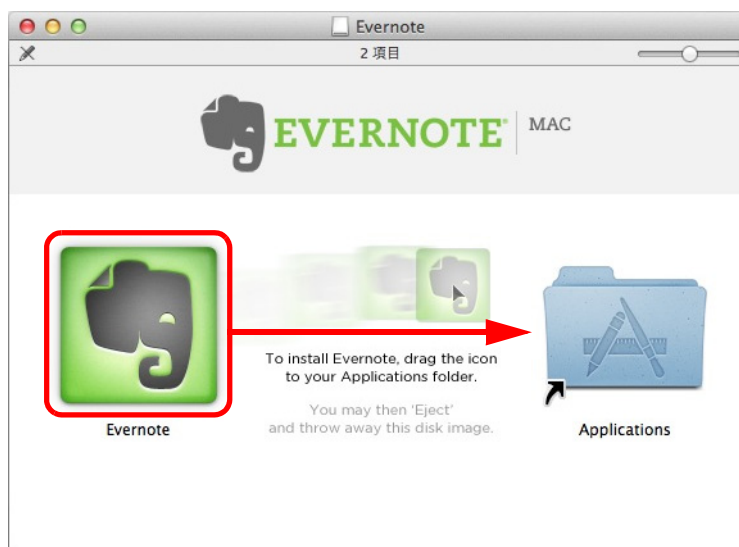 Evernote
2 項目
EVERNOTE® MAC
To install Evernote, drag the icon
to your Applications folder.
You may then 'Eject'
and throw away this disk image.
Evernote
Applications